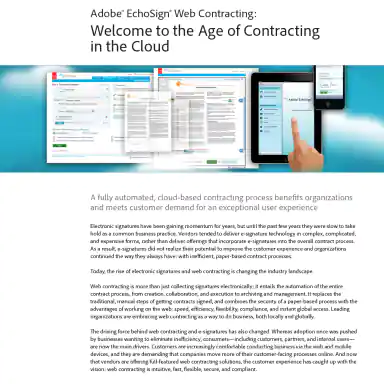 Adobe® EchoSign® Web Contracting:
Welcome to the Age of Contracting
in the Cloud
A fully automated, cloud-based contracting process benefits organizations
and meets customer demand for an exceptional user experience
Electronic signatures have been gaining momentum for years, but until the past few years they were slow to take
hold as a common business practice. Vendors tended to deliver e-signature technology in complex, complicated,
and expensive forms, rather than deliver offerings that incorporate e-signatures into the overall contract process.
As a result, e-signatures did not realize their potential to improve the customer experience and organizations
continued the way they always have: with inefficient, paper-based contract processes.
Today, the rise of electronic signatures and web contracting is changing the industry landscape.
Web contracting is more than just collecting signatures electronically; it entails the automation of the entire
contract process, from creation, collaboration, and execution to archiving and management. It replaces the
traditional, manual steps of getting contracts signed, and combines the security of a paper based process with the
advantages of working on the web: speed, efficiency, flexibility, compliance, and instant global access. Leading
organizations are embracing web contracting as a way to do business, both locally and globally.
The driving force behind web contracting and e-signatures has also changed. Whereas adoption once was pushed
by businesses wanting to eliminate inefficiency, consumers—including customers, partners, and internal users—
are now the main drivers. Customers are increasingly comfortable conducting business via the web and mobile
devices, and they are demanding that companies move more of their customer-facing processes online. And now
that vendors are offering full-featured web contracting solutions, the customer experience has caught up with the
vision: web contracting is intuitive, fast, flexible, secure, and compliant.